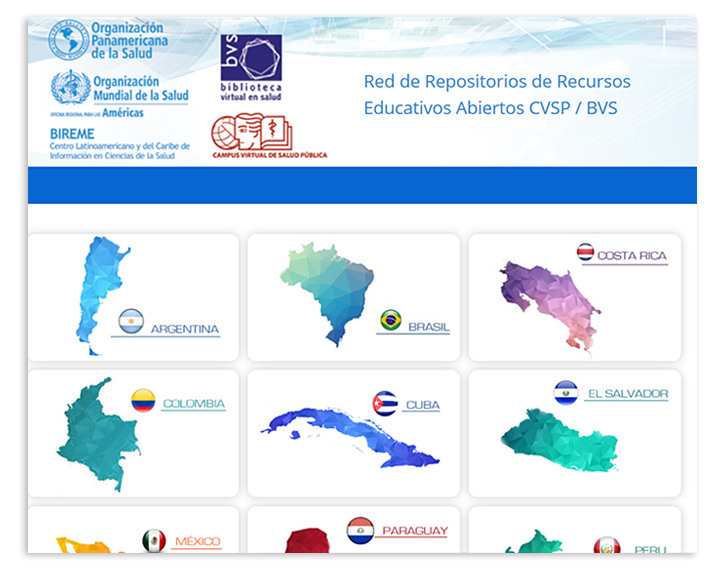 Organización
Panamericana
de la Salud
Organización
Mundial de la Salud
OFICINA REGIONAL PARA LAS Américas
BIREME
Centro Latinoamericano y del Caribe de
Información en Ciencias de la Salud
bvs
biblioteca
virtual en salud
CAMPUS VIRTUAL DE SALUD PÚBLICA
Red de Repositorios de Recursos
Educativos Abiertos CVSP / BVS
ARGENTINA
BRASIL
COSTA RICA
COLOMBIA
CUBA
EL SALVADOR
MÉXICO
PARAGUAY
PERU